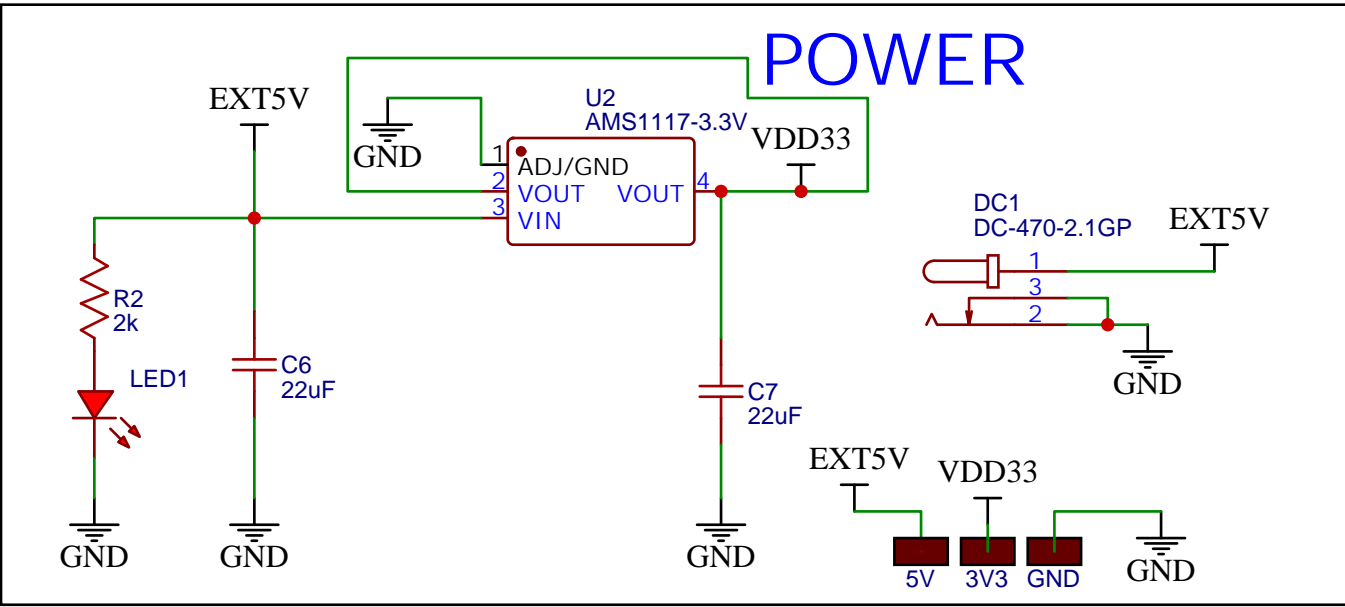 POWER
EXT5V
U2
AMS1117-3.3V
GND
VDD33
1
ADJ/GND
2
VOUT
VOUT
4
3
VIN
DC1
DC-470-2.1GP
EXT5V
1
3
2
GND
R2
2k
LED1
C6
22uF
C7
22uF
GND
GND
GND
EXT5V
VDD33
GND
5V
3V3
GND